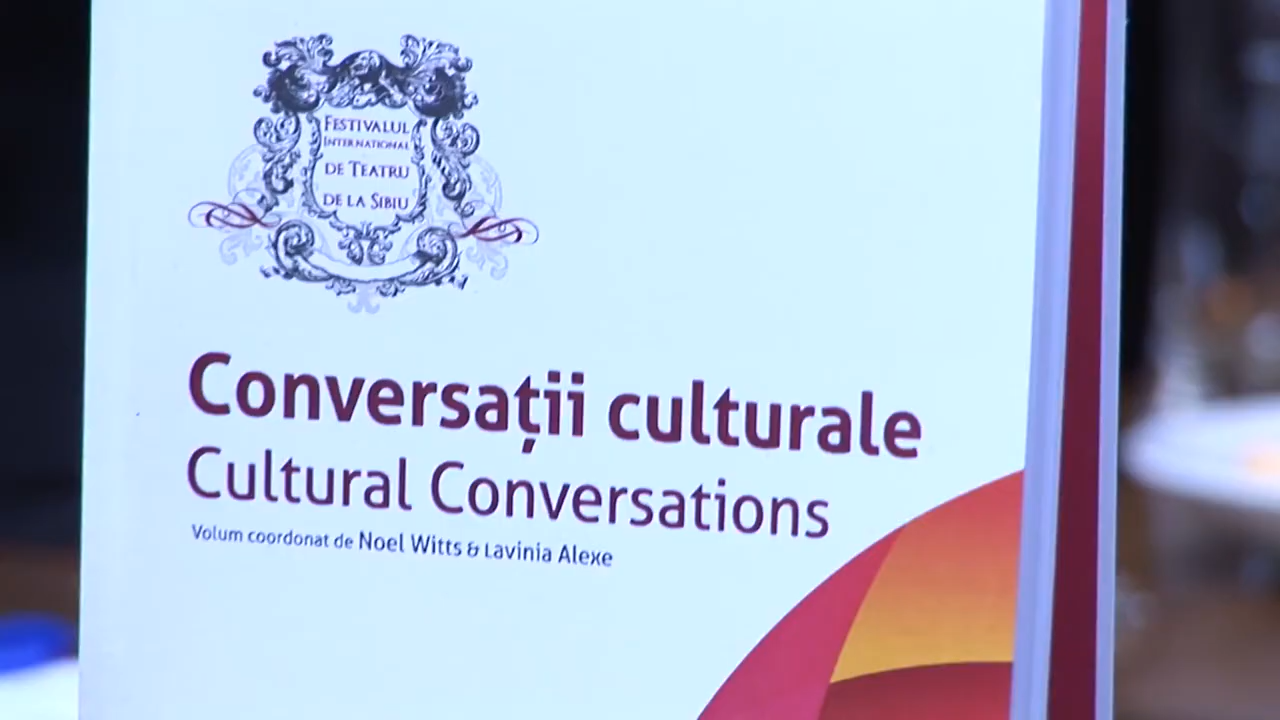 FESTIVALUL
INTERNATIONAL
DE TEATRU
DE LA SIBIU
Conversații culturale
Cultural Conversations
Volum coordonat de Noel Witts & Lavinia Alexe